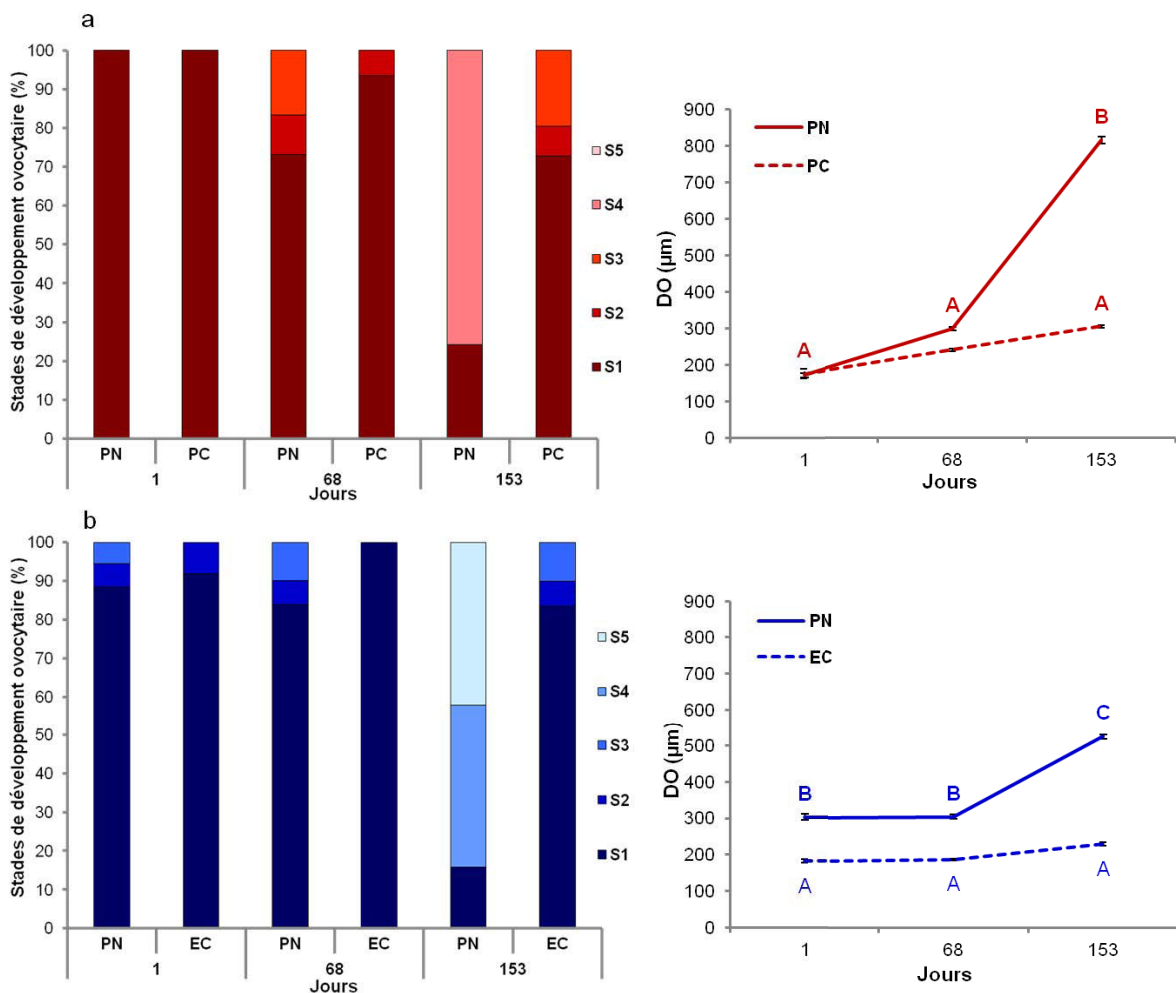 a
Stades de développement ovocytaire (%)
100
90
80
70
60
50
40
30
20
10
0
PN PC PN PC PN PC
1 68 153
Jours
S5
S4
S3
S2
S1
DO (µm)
900
800
700
600
500
400
300
200
100
0
PN
PC
A
A
B
A
1 68 153
Jours
b
Stades de développement ovocytaire (%)
100
90
80
70
60
50
40
30
20
10
0
PN EC PN EC PN EC
1 68 153
Jours
S5
S4
S3
S2
S1
DO (µm)
900
800
700
600
500
400
300
200
100
0
PN
EC
B B C
A A A
1 68 153
Jours